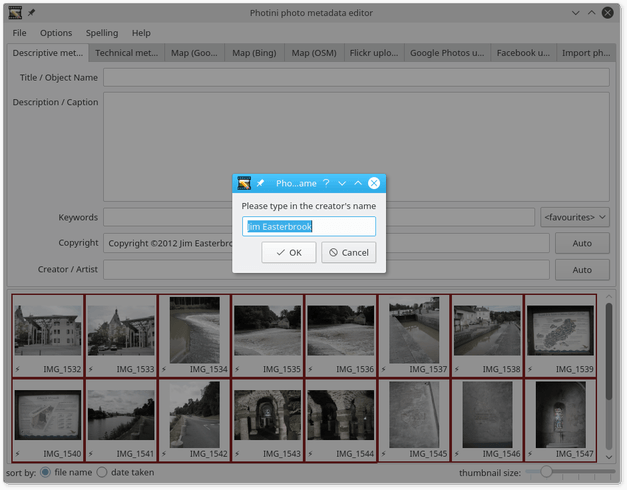 Photini photo metadata editor
File Options Spelling Help
Descriptive met... Technical met... Map (Goo... Map (Bing) Map (OSM) Flickr uplo... Google Photos u... Facebook u... Import ph...
Title / Object Name
Description / Caption
Pho...ame ?
Please type in the creator's name
Jim Easterbrook
OK Cancel
Keywords <favourites>
Copyright Copyright ©2012 Jim Easterbro Auto
Creator / Artist Auto
IMG_1532 IMG_1533 IMG_1534 IMG_1535 IMG_1536 IMG_1537 IMG_1538 IMG_1539
IMG_1540 IMG_1541 IMG_1542 IMG_1543 IMG_1544 IMG_1545 IMG_1546 IMG_1547
sort by: file name date taken thumbnail size: